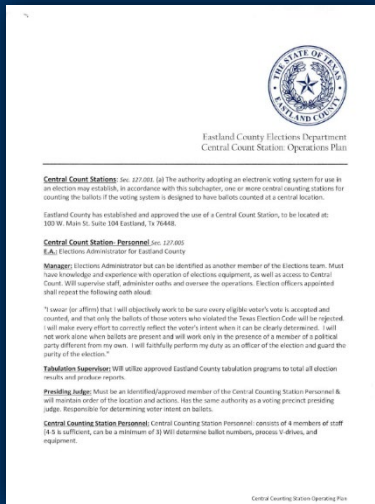 THE STATE OF TEXAS
EASTLAND COUNTY
Eastland County Elections Department
Central Count Station: Operations Plan
Central Count Stations: Sec. 127.001. (a) The authority adopting an electronic voting system for use in
an election may establish, in accordance with this subchapter, one or more central counting stations for
counting the ballots if the voting system is designed to have ballots counted at a central location.
Eastland County has established and approved the use of a Central Count Station, to be located at:
100 W. Main St. Suite 104 Eastland, Tx 76448.
Central Count Station- Personnel Sec. 127.005
E.A.: Elections Administrator for Eastland County
Manager: Elections Administrator but can be identified as another member of the Elections team. Must
have knowledge and experience with operation of elections equipment, as well as access to Central
Count. Will supervise staff, administer oaths and oversee the operations. Election officers appointed
shall repeat the following oath aloud:
"I swear (or affirm) that I will objectively work to be sure every eligible voter's vote is accepted and
counted, and that only the ballots of those voters who violated the Texas Election Code will be rejected.
I will make every effort to correctly reflect the voter's intent when it can be clearly determined. I will
not work alone when ballots are present and will work only in the presence of a member of a political
party different from my own. I will faithfully perform my duty as an officer of the election and guard the
purity of the election."
Tabulation Supervisor: Will utilize approved Eastland County tabulation programs to total all election
results and produce reports.
Presiding Judge: Must be an identified/approved member of the Central Counting Station Personnel &
will maintain order of the location and actions. Has the same authority as a voting precinct presiding
judge. Responsible for determining voter intent on ballots.
Central Counting Station Personnel: Central Counting Station Personnel: consists of 4 members of staff
(4-5 is sufficient, can be a minimum of 3) Will determine ballot numbers, process V-drives, and
equipment.
Central Counting Station Operating Plan